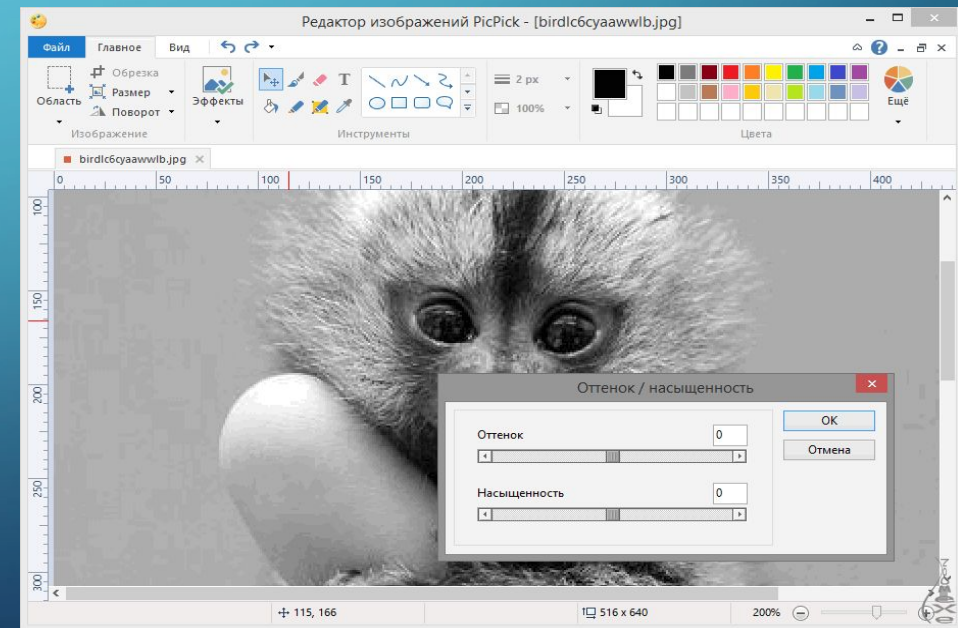 Редактор изображений PicPick - [birdlc6cyaawwlb.jpg]
Файл Главное Вид
Область
Обрезка
Размер
Поворот
Эффекты
2 px
100%
Ещё
Изображение Инструменты Цвета
birdlc6cyaawwlb.jpg
0 50 100 150 200 250 300 350 400
100
150
200
250
300
Оттенок / насыщенность
Оттенок 0
Насыщенность 0
OK
Отмена
115, 166 516 x 640 200%